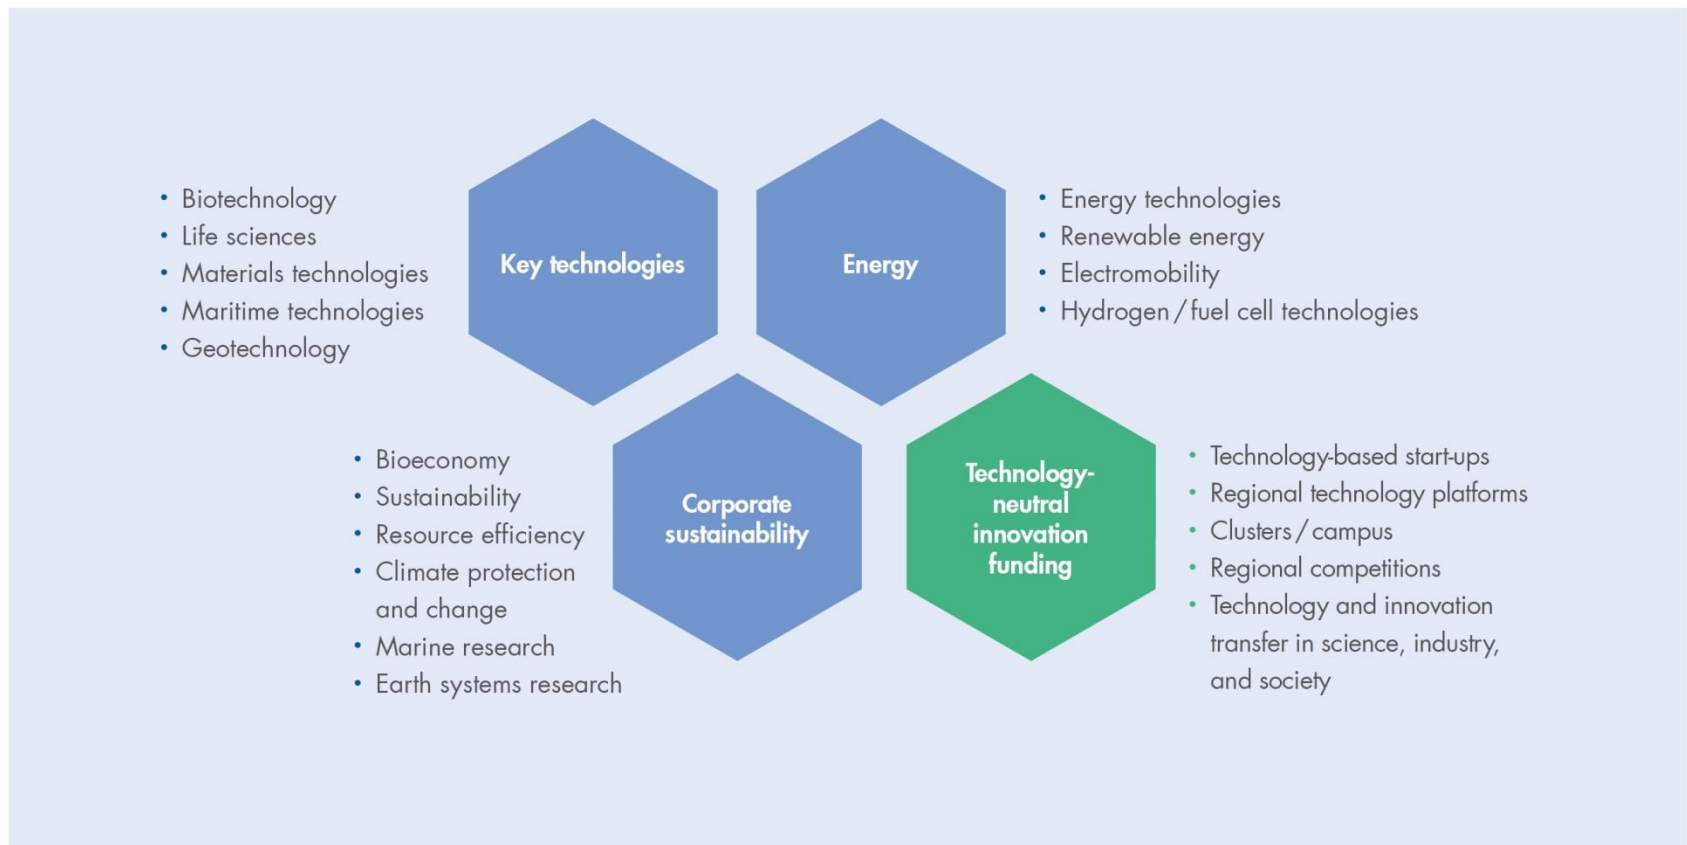 • Biotechnology
• Life sciences
• Materials technologies
• Maritime technologies
• Geotechnology
Key technologies
Energy
• Energy technologies
• Renewable energy
• Electromobility
• Hydrogen / fuel cell technologies
• Bioeconomy
• Sustainability
• Resource efficiency
• Climate protection
and change
• Marine research
• Earth systems research
Corporate
sustainability
Technology-
neutral
innovation
funding
• Technology-based start-ups
• Regional technology platforms
• Clusters / campus
• Regional competitions
• Technology and innovation
transfer in science, industry,
and society